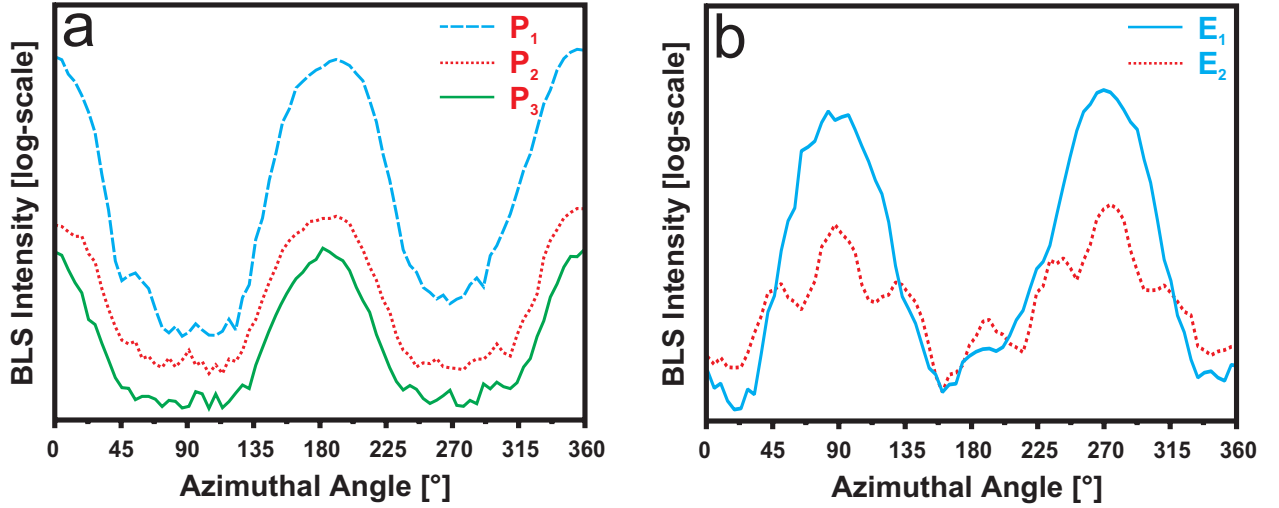 a
P1
P2
P3
BLS Intensity [log-scale]
0 45 90 135 180 225 270 315 360
Azimuthal Angle [°]
b
E1
E2
BLS Intensity [log-scale]
0 45 90 135 180 225 270 315 360
Azimuthal Angle [°]